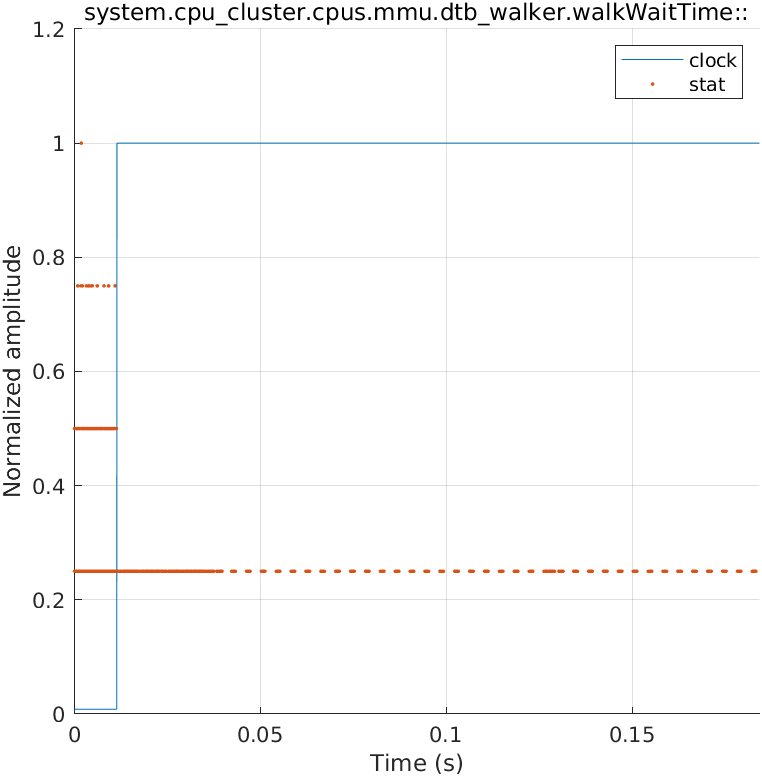 system.cpu_cluster.cpus.mmu.dtb_walker.walkWaitTime::
clock
stat
Normalized amplitude
1.2
1
0.8
0.6
0.4
0.2
0
0 0.05 0.1 0.15
Time (s)